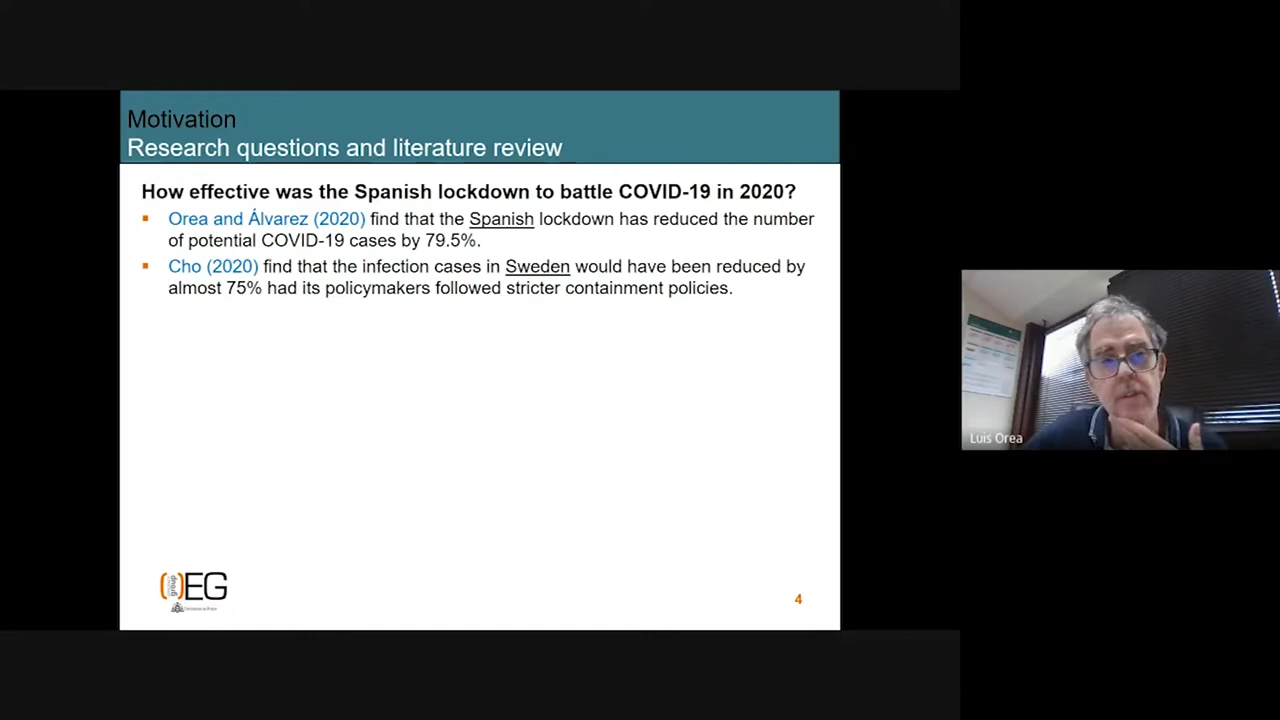 Motivation
Research questions and literature review
How effective was the Spanish lockdown to battle COVID-19 in 2020?
Orea and Álvarez (2020) find that the Spanish lockdown has reduced the number
of potential COVID-19 cases by 79.5%.
Cho (2020) find that the infection cases in Sweden would have been reduced by
almost 75% had its policymakers followed stricter containment policies.
Luis Orea
group
OEG
4